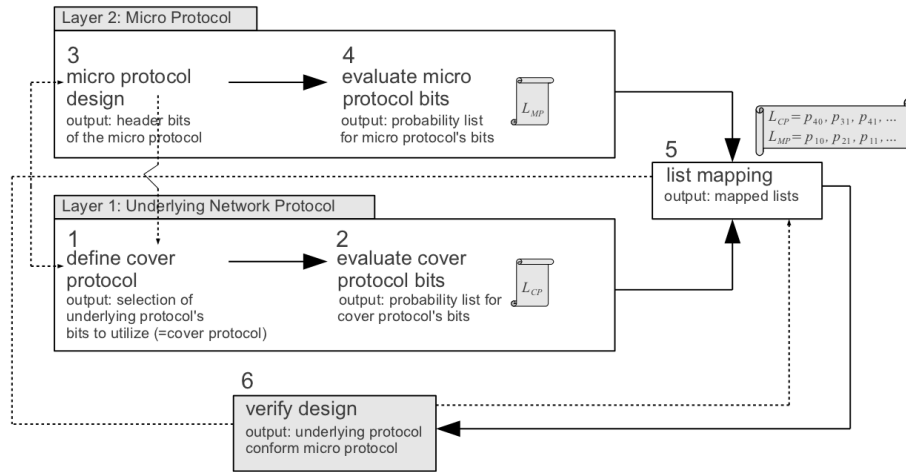 Layer 2: Micro Protocol
3
micro protocol
design
output: header bits
of the micro protocol
4
evaluate micro
protocol bits
output: probability list
for micro protocol's bits
L_MP
L_CP = p_40, p_31, p_41, ...
L_MP = p_10, p_21, p_11, ...
5
list mapping
output: mapped lists
Layer 1: Underlying Network Protocol
1
define cover
protocol
output: selection of
underlying protocol's
bits to utilize (=cover protocol)
2
evaluate cover
protocol bits
output: probability list for
cover protocol's bits
L_CP
6
verify design
output: underlying protocol
conform micro protocol